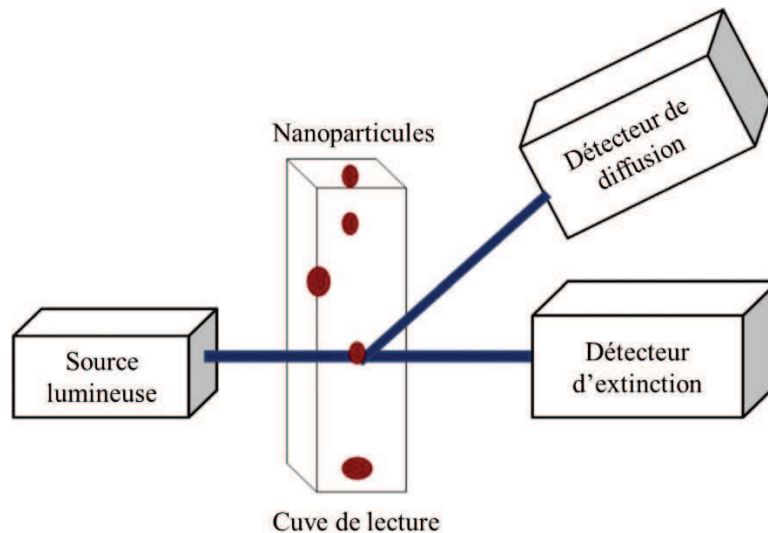 Nanoparticules
Détecteur de
diffusion
Source
lumineuse
Détecteur
d’extinction
Cuve de lecture